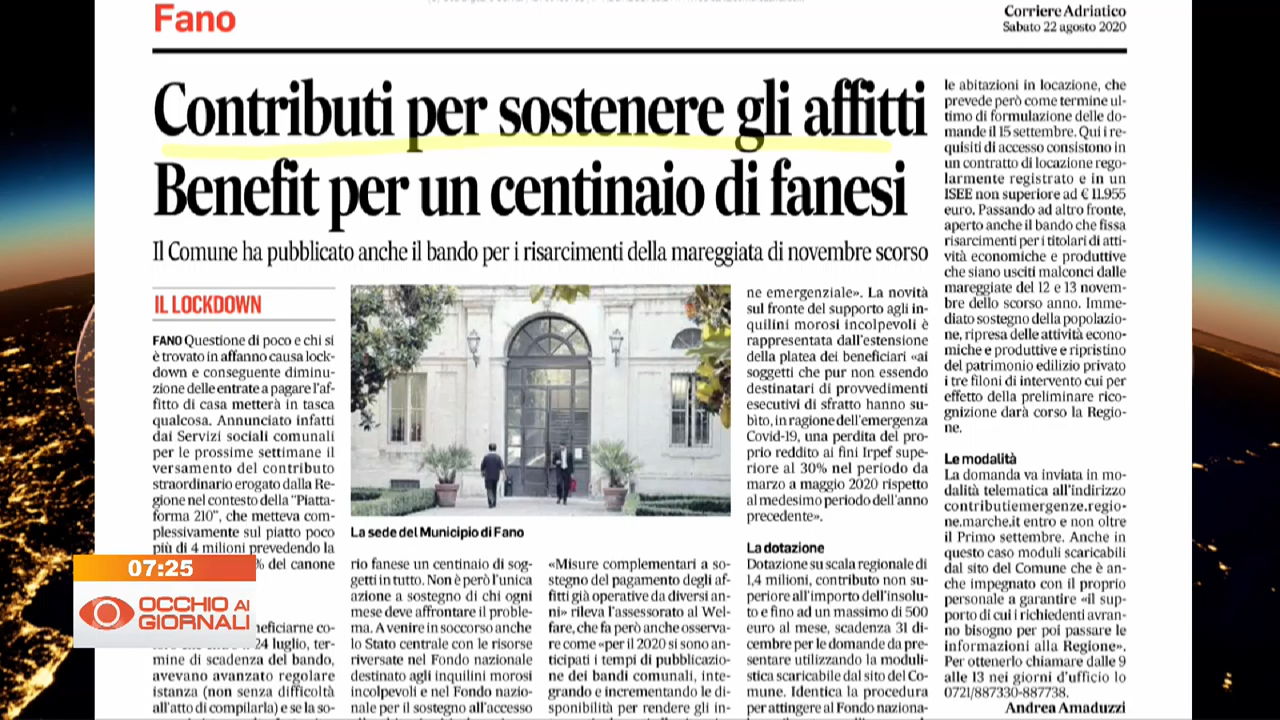 Fano
Corriere Adriatico
Sabato 22 agosto 2020
Contributi per sostenere gli affitti
Benefit per un centinaio di fanesi
Il Comune ha pubblicato anche il bando per i risarcimenti della mareggiata di novembre scorso
IL LOCKDOWN
FANO Questione di poco e chi si
è trovato in affanno causa lock-
down e conseguente diminu-
zione delle entrate a pagare l'af-
fitto di casa metterà in tasca
qualcosa. Annunciato infatti
dai Servizi sociali comunali
per le prossime settimane il
versamento del contributo
straordinario erogato dalla Re-
gione nel contesto della "Piatta-
forma 210", che metteva com-
plessivamente sul piatto poco
più di 4 milioni prevedendo la
% del canone
neficiarne co-
24 luglio, ter-
mine di scadenza del bando,
avevano avanzato regolare
istanza (non senza difficoltà
all'atto di compilarla) e se la so-
La sede del Municipio di Fano
rio fanese un centinaio di sog-
getti in tutto. Non è però l'unica
azione a sostegno di chi ogni
mese deve affrontare il proble-
ma. A venire in soccorso anche
lo Stato centrale con le risorse
riversate nel Fondo nazionale
destinato agli inquilini morosi
incolpevoli e nel Fondo nazio-
nale per il sostegno all'accesso
«Misure complementari a so-
stegno del pagamento degli af-
fitti già operative da diversi an-
ni» rileva l'assessorato al Wel-
fare, che fa però anche osserva-
re come «per il 2020 si sono an-
ticipati i tempi di pubblicazio-
ne dei bandi comunali, inte-
grando e incrementando le di-
sponibilità per rendere gli in-
ne emergenziale». La novità
sul fronte del supporto agli in-
quilini morosi incolpevoli è
rappresentata dall'estensione
della platea dei beneficiari «ai
soggetti che pur non essendo
destinatari di provvedimenti
esecutivi di sfratto hanno su-
bìto, in ragione dell'emergenza
Covid-19, una perdita del pro-
prio reddito ai fini Irpef supe-
riore al 30% nel periodo da
marzo a maggio 2020 rispetto
al medesimo periodo dell'anno
precedente».
La dotazione
Dotazione su scala regionale di
1,4 milioni, contributo non su-
periore all'importo dell'insolu-
to e fino ad un massimo di 500
euro al mese, scadenza 31 di-
cembre per le domande da pre-
sentare utilizzando la moduli-
stica scaricabile dal sito del Co-
mune. Identica la procedura
per attingere al Fondo naziona-
le abitazioni in locazione, che
prevede però come termine ul-
timo di formulazione delle do-
mande il 15 settembre. Qui i re-
quisiti di accesso consistono in
un contratto di locazione rego-
larmente registrato e in un
ISEE non superiore ad € 11.955
euro. Passando ad altro fronte,
aperto anche il bando che fissa
risarcimenti per i titolari di atti-
vità economiche e produttive
che siano usciti malconci dalle
mareggiate del 12 e 13 novem-
bre dello scorso anno. Imme-
diato sostegno della popolazio-
ne, ripresa delle attività econo-
miche e produttive e ripristino
del patrimonio edilizio privato
i tre filoni di intervento cui per
effetto della preliminare rico-
gnizione darà corso la Regio-
ne.
Le modalità
La domanda va inviata in mo-
dalità telematica all'indirizzo
contributiemergenze.regio-
ne.marche.it entro e non oltre
il Primo settembre. Anche in
questo caso moduli scaricabili
dal sito del Comune che è an-
che impegnato con il proprio
personale a garantire «il sup-
porto di cui i richiedenti avran-
no bisogno per poi passare le
informazioni alla Regione».
Per ottenerlo chiamare dalle 9
alle 13 nei giorni d'ufficio lo
0721/887330-887738.
Andrea Amaduzzi
07:25
OCCHIO AI
GIORNALI